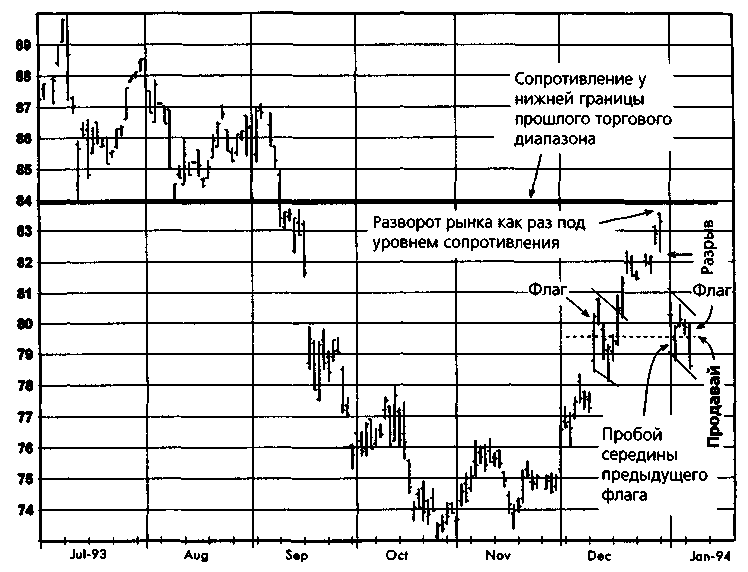 89
88
87
86
85
84
83
82
81
80
79
78
77
76
75
74
Сопротивление у
нижней границы
прошлого торгового
диапазона
Разворот рынка как раз под
уровнем сопротивления
Разрыв
Флаг
Флаг
Продавай
Пробой
середины
предыдущего
флага
Jul-93
Aug
Sep
Oct
Nov
Dec
Jan-94